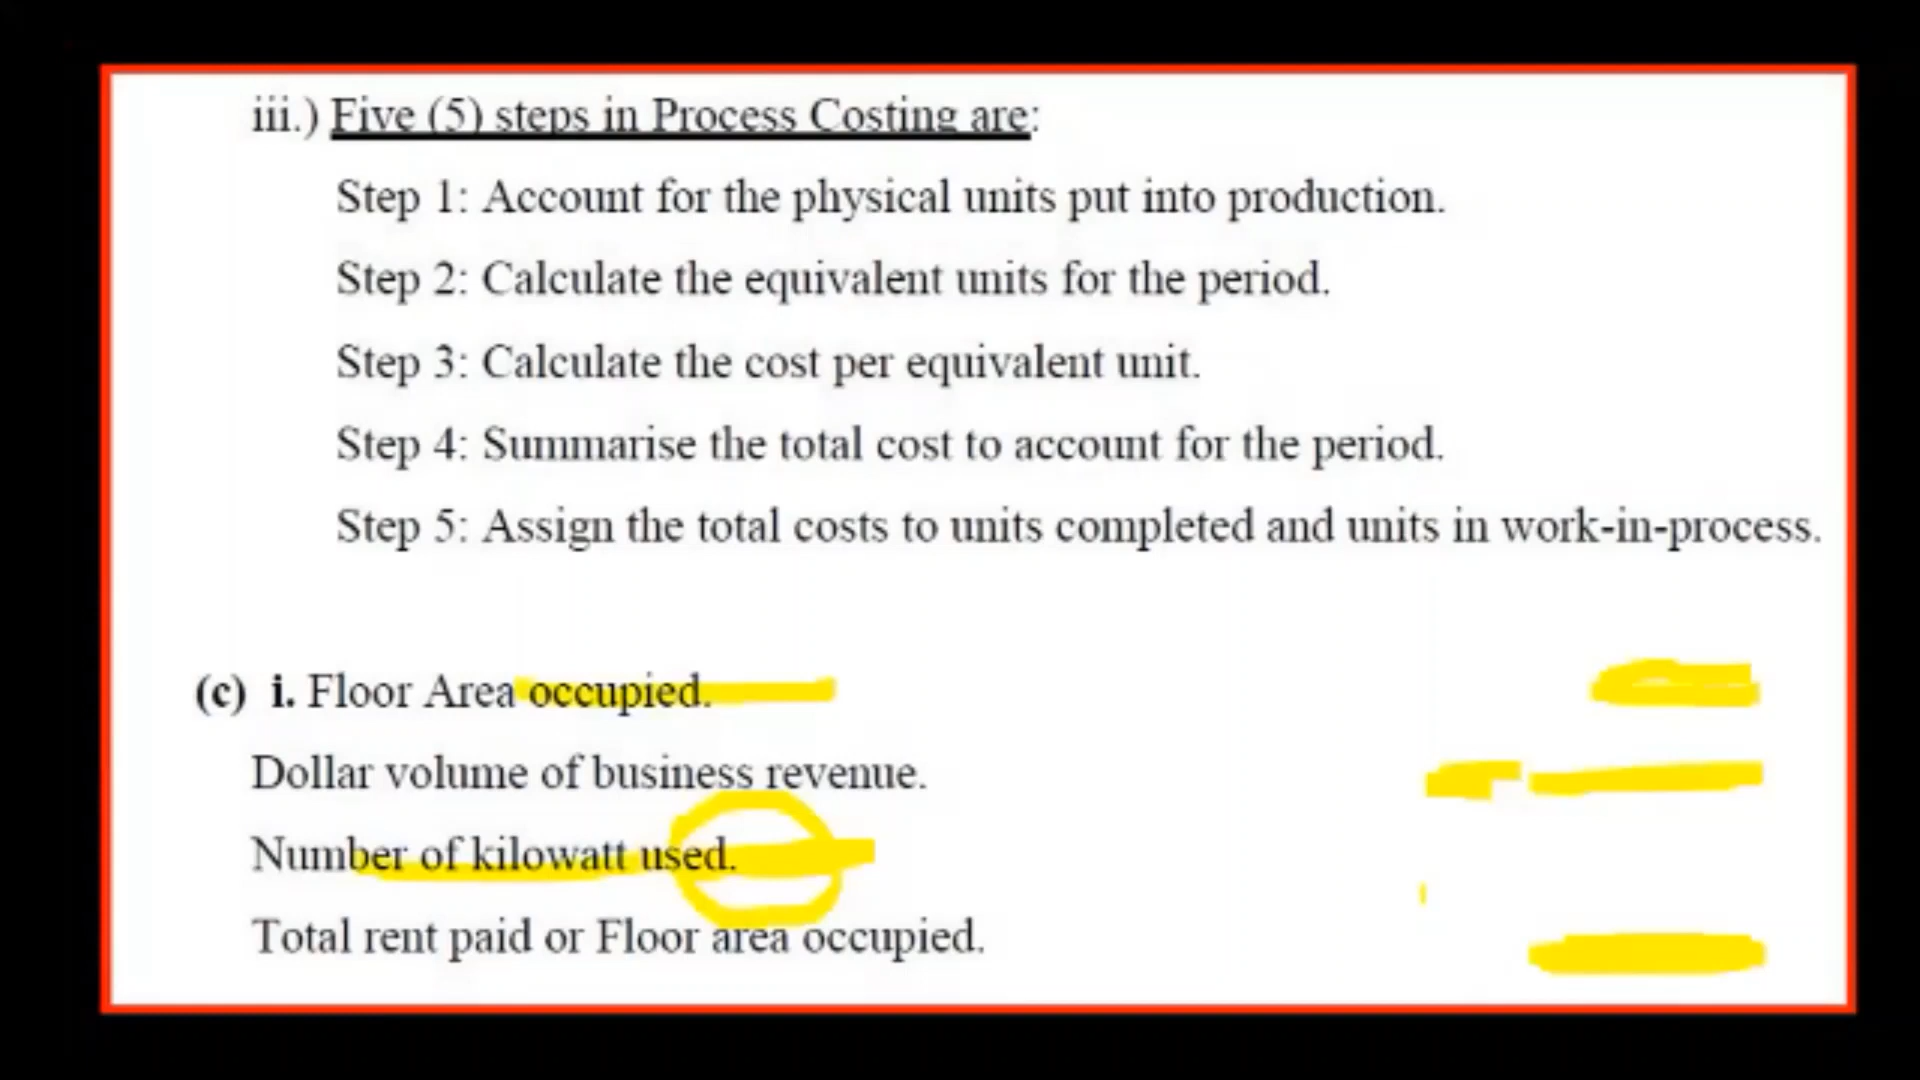 iii.) Five (5) steps in Process Costing are:
Step 1: Account for the physical units put into production.
Step 2: Calculate the equivalent units for the period.
Step 3: Calculate the cost per equivalent unit.
Step 4: Summarise the total cost to account for the period.
Step 5: Assign the total costs to units completed and units in work-in-process.
(c) i. Floor Area occupied.
Dollar volume of business revenue.
Number of kilowatt used.
Total rent paid or Floor area occupied.